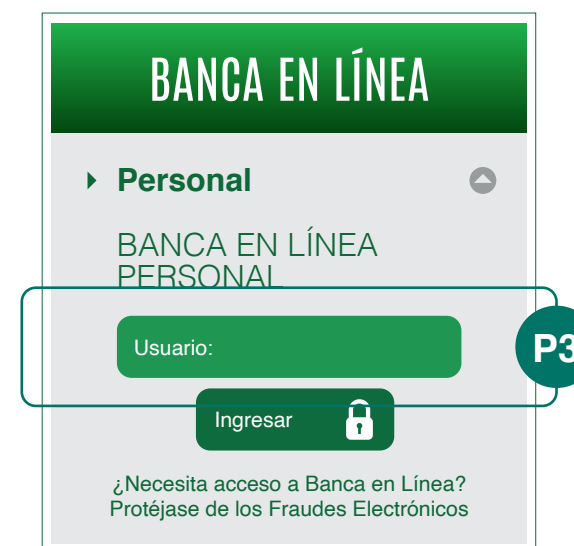 BANCA EN LÍNEA
Personal
BANCA EN LÍNEA
PERSONAL
Usuario:
P3
Ingresar
¿Necesita acceso a Banca en Línea?
Protéjase de los Fraudes Electrónicos